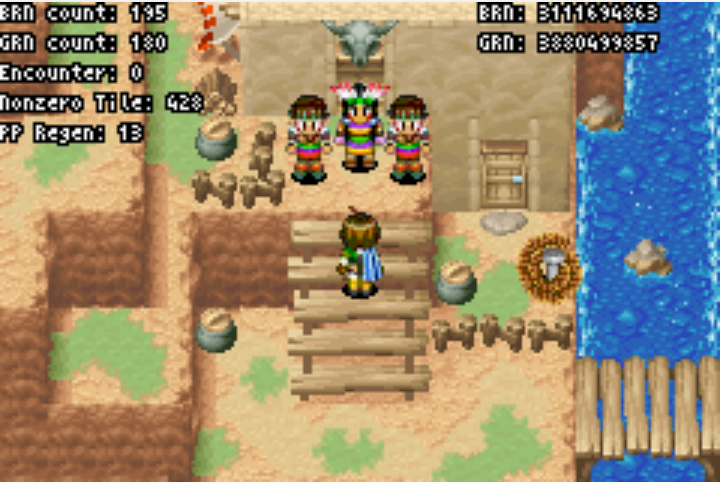 BRN count: 195
BRN: 3111694863
GRN count: 180
GRN: 3880499857
Encounter: 0
Nonzero Tile: 428
PP Regen: 13